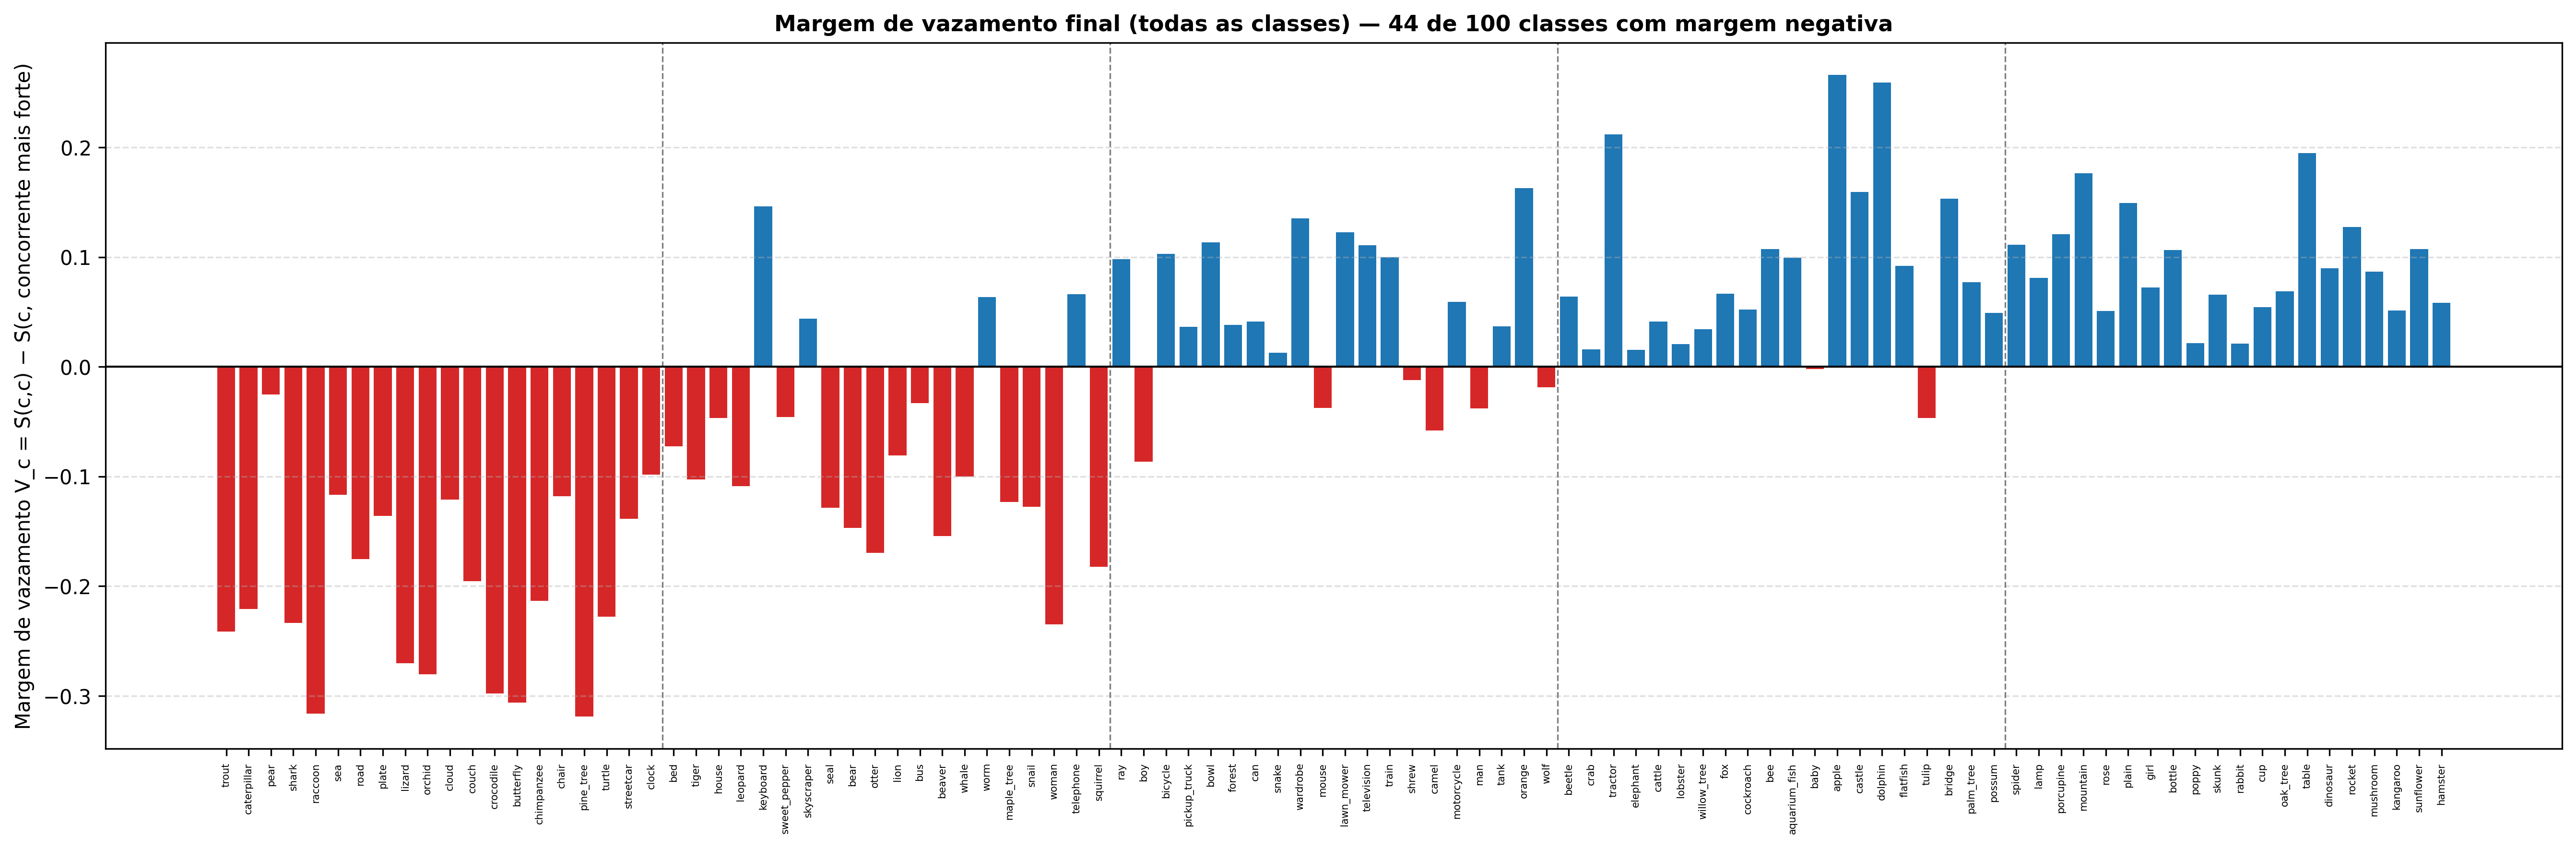 Margem de vazamento final (todas as classes) — 44 de 100 classes com margem negativa
Margem de vazamento V_c = S(c,c) − S(c, concorrente mais forte)
0.2
0.1
0.0
−0.1
−0.2
−0.3
trout
caterpillar
pear
shark
raccoon
sea
road
plate
lizard
orchid
cloud
couch
crocodile
butterfly
chimpanzee
chair
pine_tree
turtle
streetcar
clock
bed
tiger
house
leopard
keyboard
sweet_pepper
skyscraper
seal
bear
otter
lion
bus
beaver
whale
worm
maple_tree
snail
woman
telephone
squirrel
ray
boy
bicycle
pickup_truck
bowl
forest
can
snake
wardrobe
mouse
lawn_mower
television
train
shrew
camel
motorcycle
man
tank
orange
wolf
beetle
crab
tractor
elephant
cattle
lobster
willow_tree
fox
cockroach
bee
aquarium_fish
baby
apple
castle
dolphin
flatfish
tulip
bridge
palm_tree
possum
spider
lamp
porcupine
mountain
rose
plain
girl
bottle
poppy
skunk
rabbit
cup
oak_tree
table
dinosaur
rocket
mushroom
kangaroo
sunflower
hamster